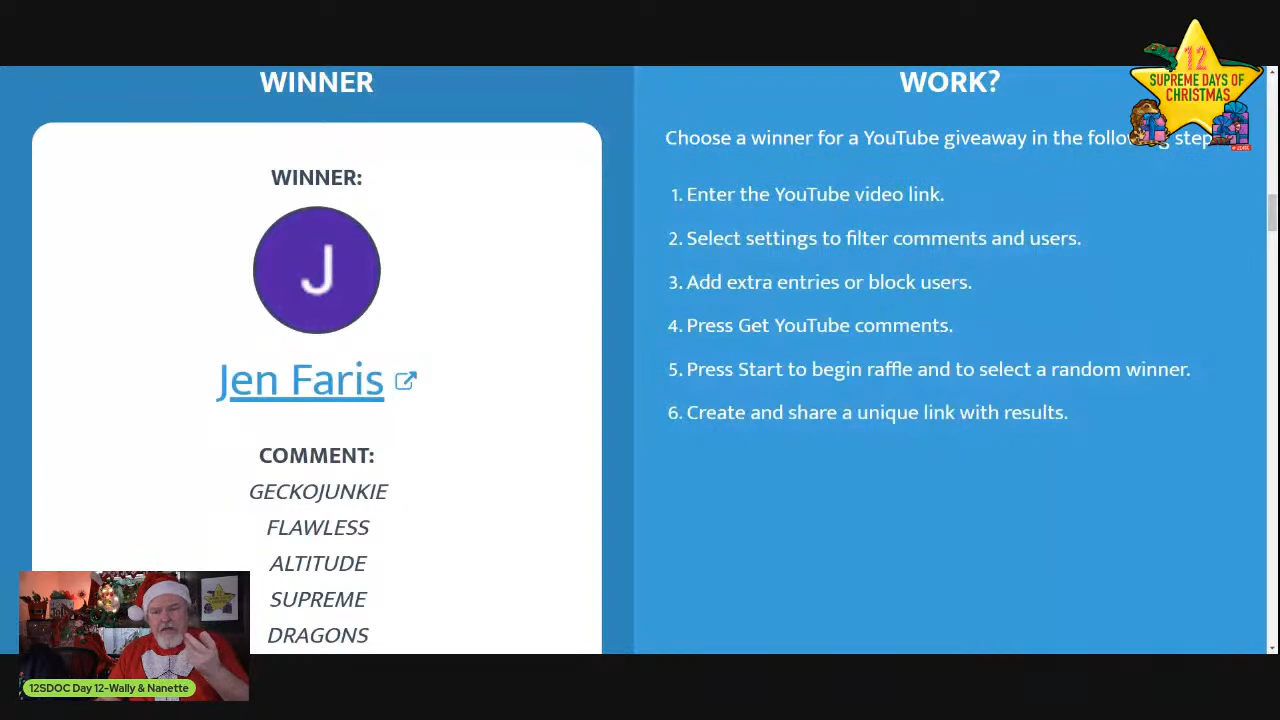 WINNER
WINNER:
J
Jen Faris
COMMENT:
GECKOJUNKIE
FLAWLESS
ALTITUDE
SUPREME
DRAGONS
WORK?
Choose a winner for a YouTube giveaway in the step
1. Enter the YouTube video link.
2. Select settings to filter comments and users.
3. Add extra entries or block users.
4. Press Get YouTube comments.
5. Press Start to begin raffle and to select a random winner.
6. Create and share a unique link with results.
12
SUPREME DAYS OF
CHRISTMAS
12SDOC Day 12-Wally & Nanette